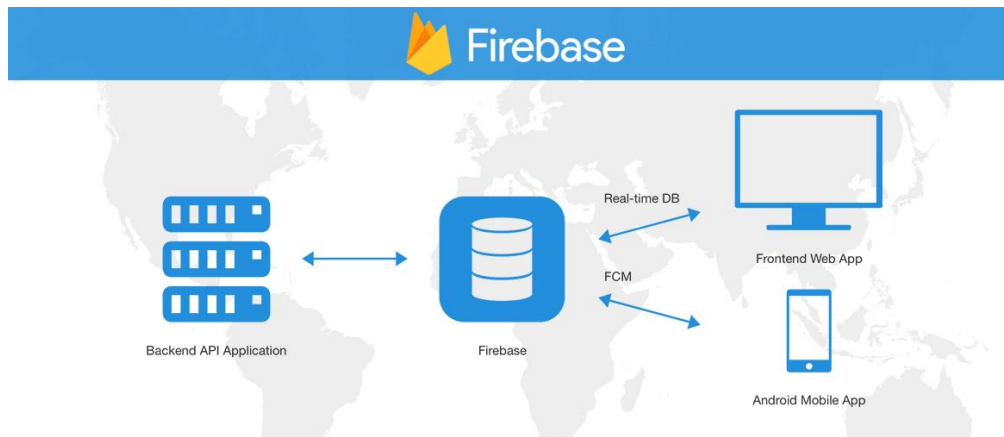 Firebase
Real-time DB
Frontend Web App
FCM
Backend API Application
Firebase
Android Mobile App